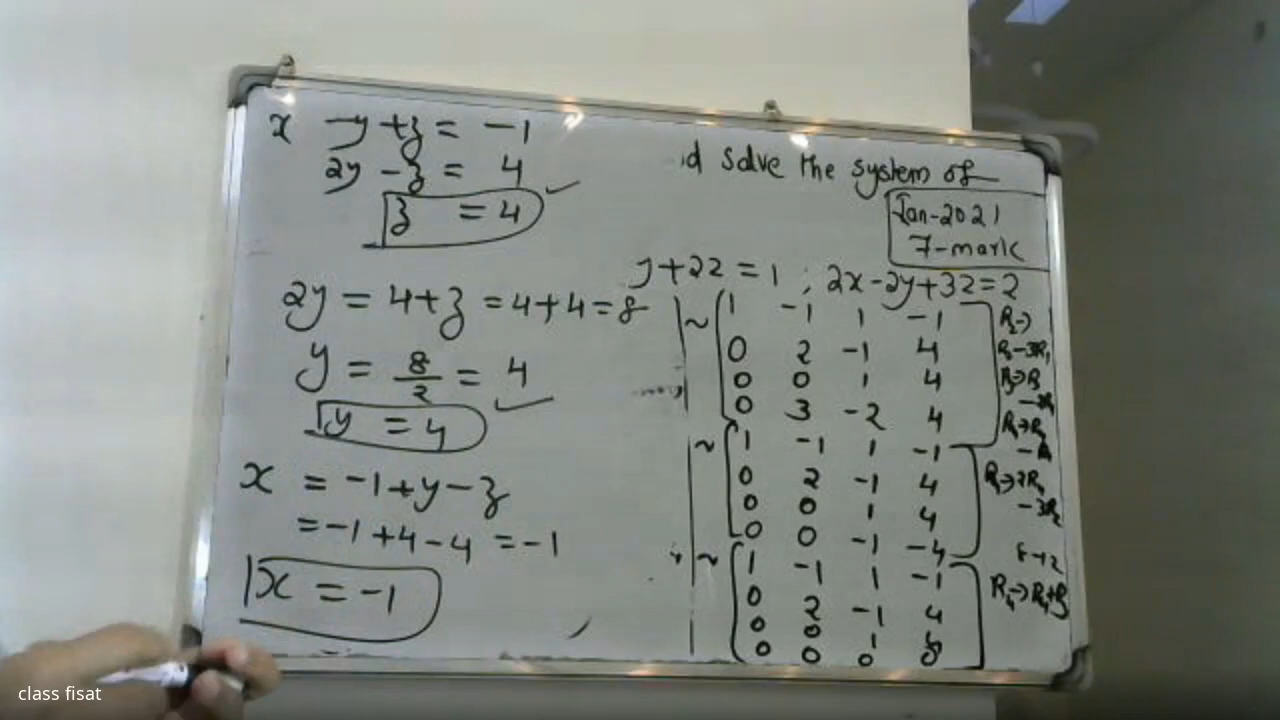 x -y + z = -1
2y - z = 4
z = 4
2y = 4+z = 4+4=8
y = 8/2 = 4
y = 4
x = -1+y-z
= -1+4-4 = -1
x = -1
d solve the system of
Jan-2021
7-mark
y+2z = 1 ; 2x-2y+3z=2
~ 1 -1 1 -1
0 2 -1 4
0 0 1 4
0 3 -2 4
~ 1 -1 1 -1
0 2 -1 4
0 0 1 4
0 0 -1 -4
~ 1 -1 1 -1
0 2 -1 4
0 0 1
0 0 0 8
R2→
R2-3R1
R4→2R4
-3R2
R4→R4+R3
class fisat